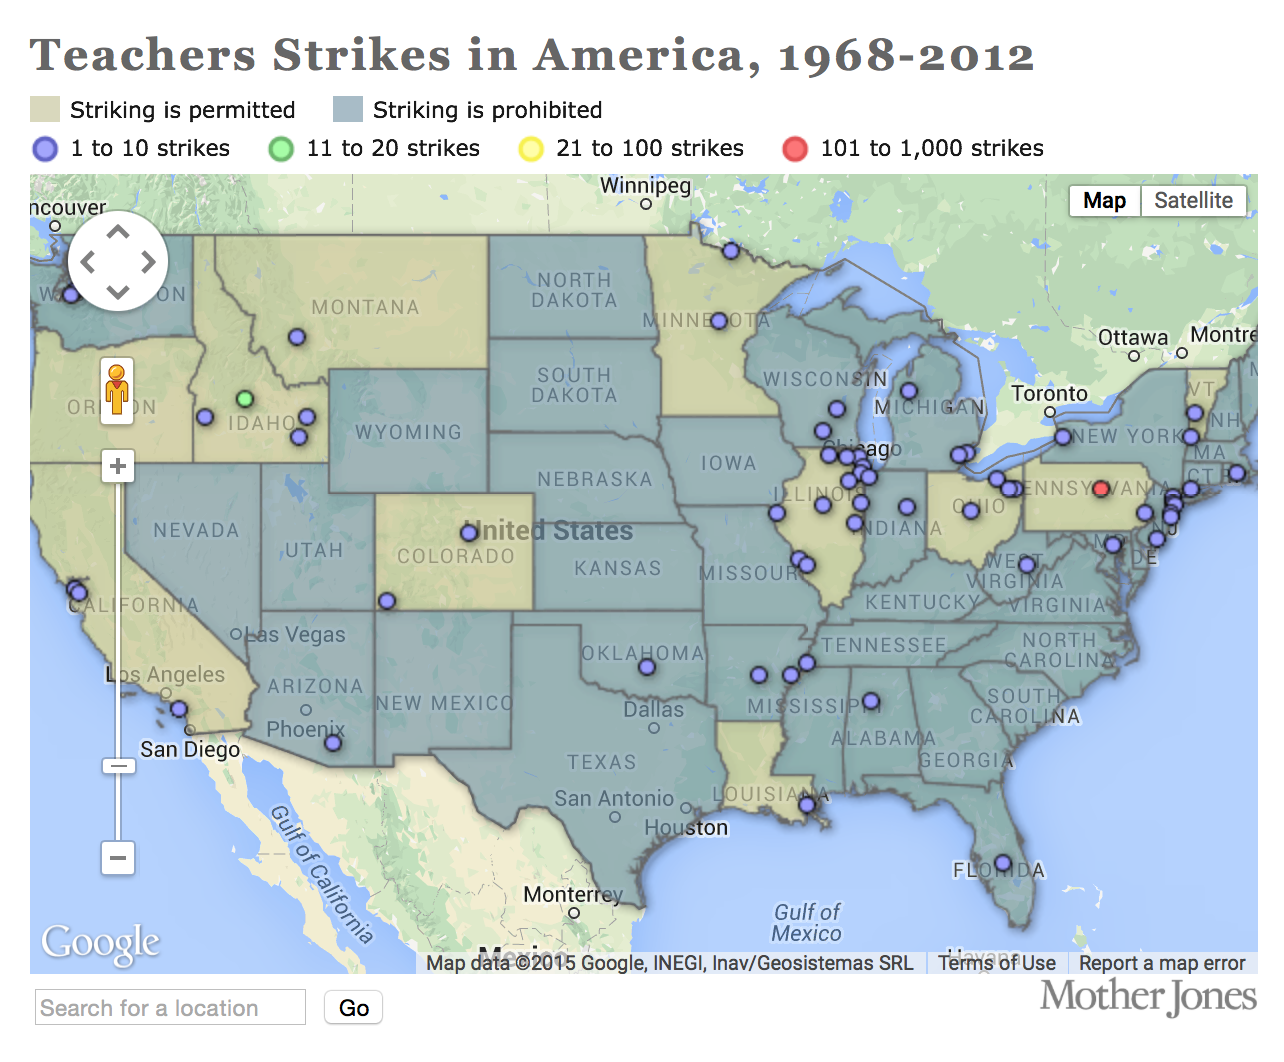 Teachers Strikes in America, 1968-2012
Striking is permitted
Striking is prohibited
1 to 10 strikes
11 to 20 strikes
21 to 100 strikes
101 to 1,000 strikes
Winnipeg
Map
Satellite
ncouver
NORTH
DAKOTA
MONTANA
MINNESOTA
Ottawa
Montre
SOUTH
DAKOTA
WISCONSIN
MICHIGAN
Toronto
VT
NH
OREGON
IDAHO
WYOMING
NEW YORK
Chicago
MA
CT
IOWA
NEBRASKA
ILLINOIS
PENNSYLVANIA
OHIO
NEVADA
United States
INDIANA
NJ
UTAH
COLORADO
KANSAS
MISSOURI
WEST
VIRGINIA
MD
DE
CALIFORNIA
KENTUCKY
VIRGINIA
Las Vegas
OKLAHOMA
TENNESSEE
NORTH
CAROLINA
Los Angeles
ARIZONA
NEW MEXICO
MISSISSIPPI
SOUTH
CAROLINA
Phoenix
Dallas
ALABAMA
San Diego
TEXAS
GEORGIA
San Antonio
LOUISIANA
Houston
Gulf of California
FLORIDA
Monterrey
Gulf of
Mexico
Google
Mexico
Havana
Map data ©2015 Google, INEGI, Inav/Geosistemas SRL
Terms of Use
Report a map error
Search for a location
Go
Mother Jones